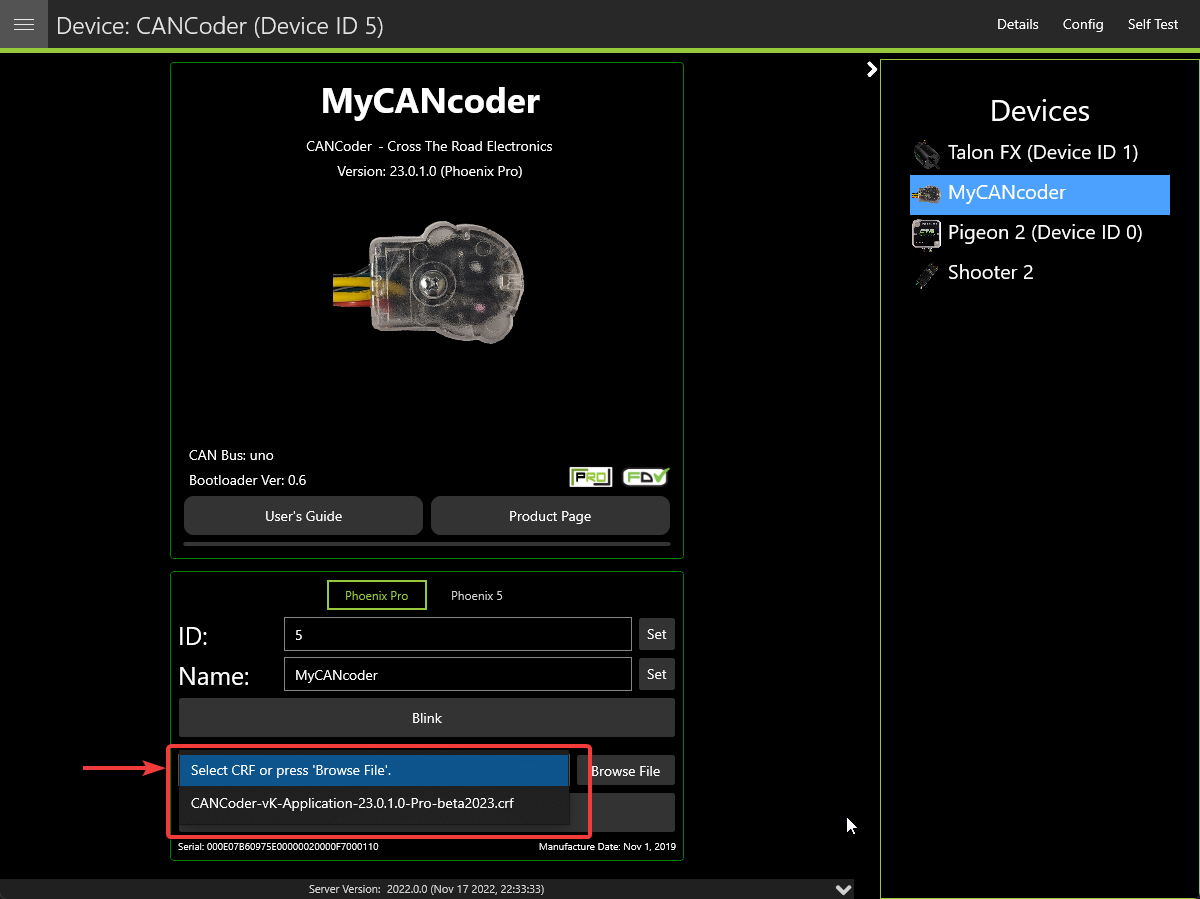 Device: CANCoder (Device ID 5)
Details Config Self Test
MyCANcoder
CANCoder - Cross The Road Electronics
Version: 23.0.1.0 (Phoenix Pro)
CAN Bus: uno
Bootloader Ver: 0.6
PRO FDV
User's Guide Product Page
Phoenix Pro Phoenix 5
ID: 5 Set
Name: MyCANcoder Set
Blink
Select CRF or press 'Browse File'. Browse File
CANCoder-vK-Application-23.0.1.0-Pro-beta2023.crf
Serial: 000E07B60975E00000020000F7000110 Manufacture Date: Nov 1, 2019
Server Version: 2022.0.0 (Nov 17 2022, 22:33:33)
Devices
Talon FX (Device ID 1)
MyCANcoder
Pigeon 2 (Device ID 0)
Shooter 2